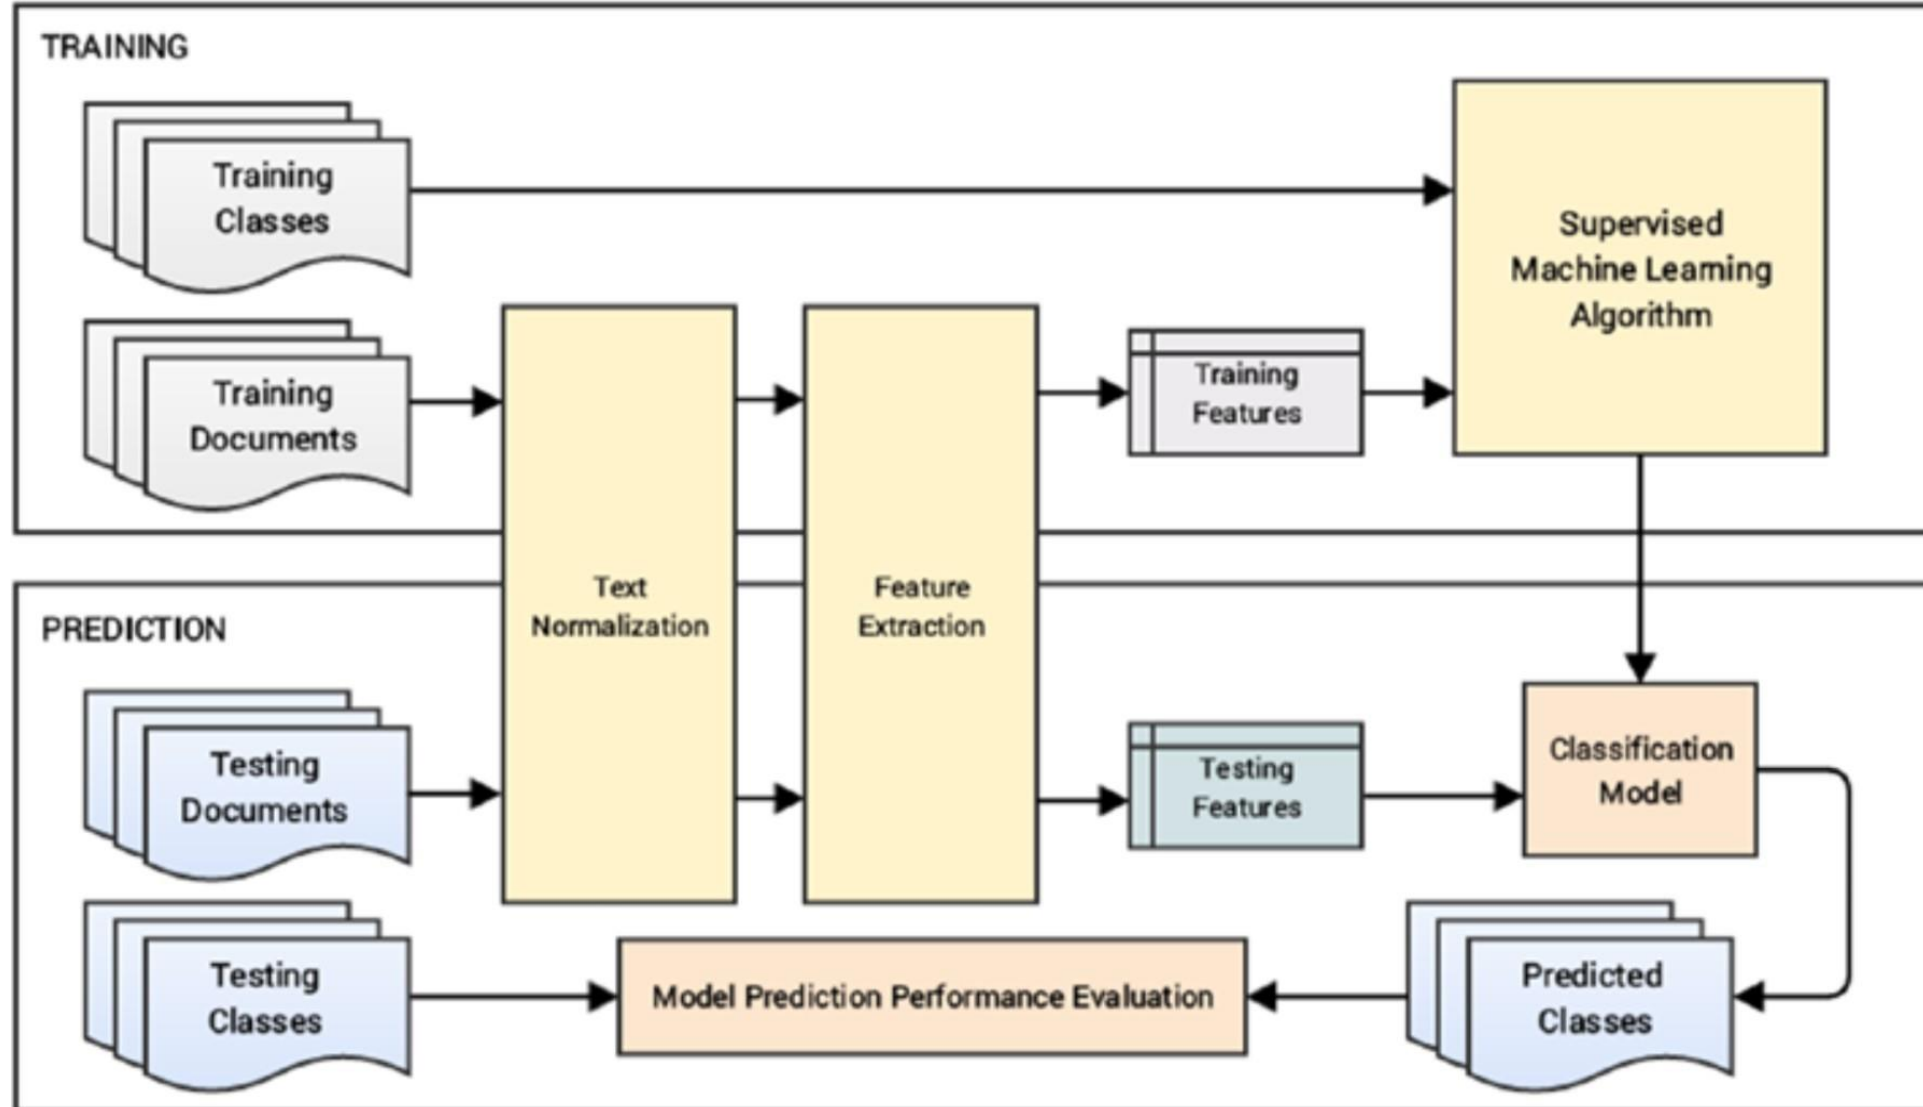 TRAINING
Training
Classes
Supervised
Machine Learning
Algorithm
Training
Documents
Training
Features
Text
Normalization
Feature
Extraction
PREDICTION
Testing
Documents
Testing
Features
Classification
Model
Testing
Classes
Model Prediction Performance Evaluation
Predicted
Classes